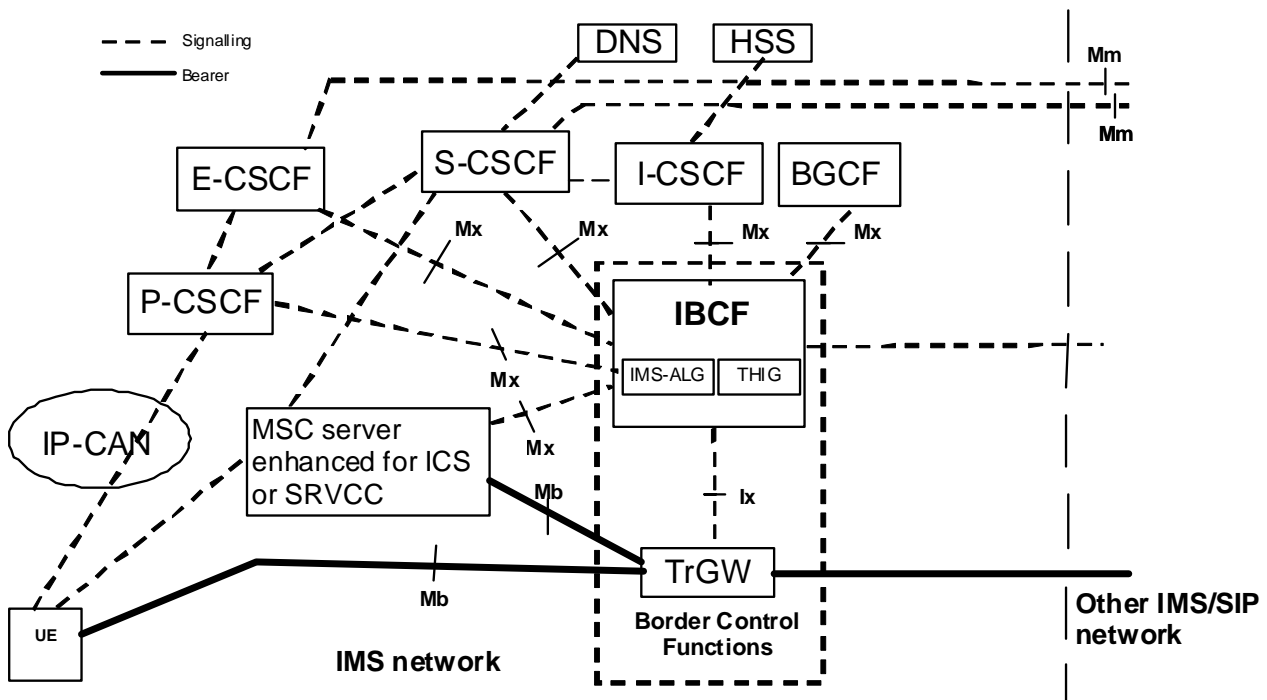 Signalling
Bearer
DNS
HSS
Mm
Mm
E-CSCF
S-CSCF
I-CSCF
BGCF
Mx
Mx
Mx
Mx
P-CSCF
IBCF
IMS-ALG
THIG
Mx
IP-CAN
MSC server
enhanced for ICS
or SRVCC
Mx
Mb
Ix
TrGW
Mb
UE
Border Control
Functions
IMS network
Other IMS/SIP
network